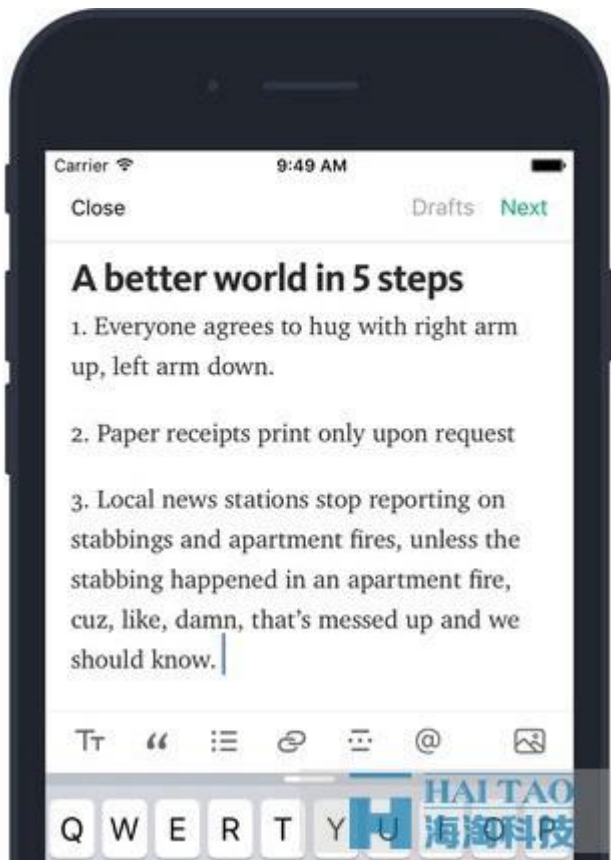 Carrier 9:49 AM
Close Drafts Next
A better world in 5 steps
1. Everyone agrees to hug with right arm
up, left arm down.
2. Paper receipts print only upon request
3. Local news stations stop reporting on
stabbings and apartment fires, unless the
stabbing happened in an apartment fire,
cuz, like, damn, that's messed up and we
should know.
TT “ @
HAI TAO
海淘科技
Q W E R T Y U I O P